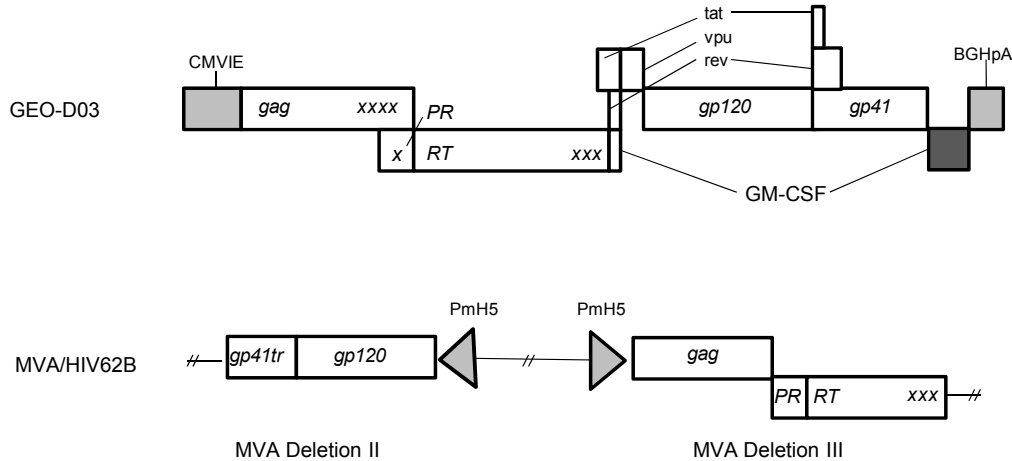 tat
vpu
rev
CMVIE
BGHpA
GEO-D03
gag xxxx
PR
gp120
gp41
x
RT
xxx
GM-CSF
PmH5
PmH5
MVA/HIV62B
gp41tr
gp120
gag
PR
RT
xxx
MVA Deletion II
MVA Deletion III